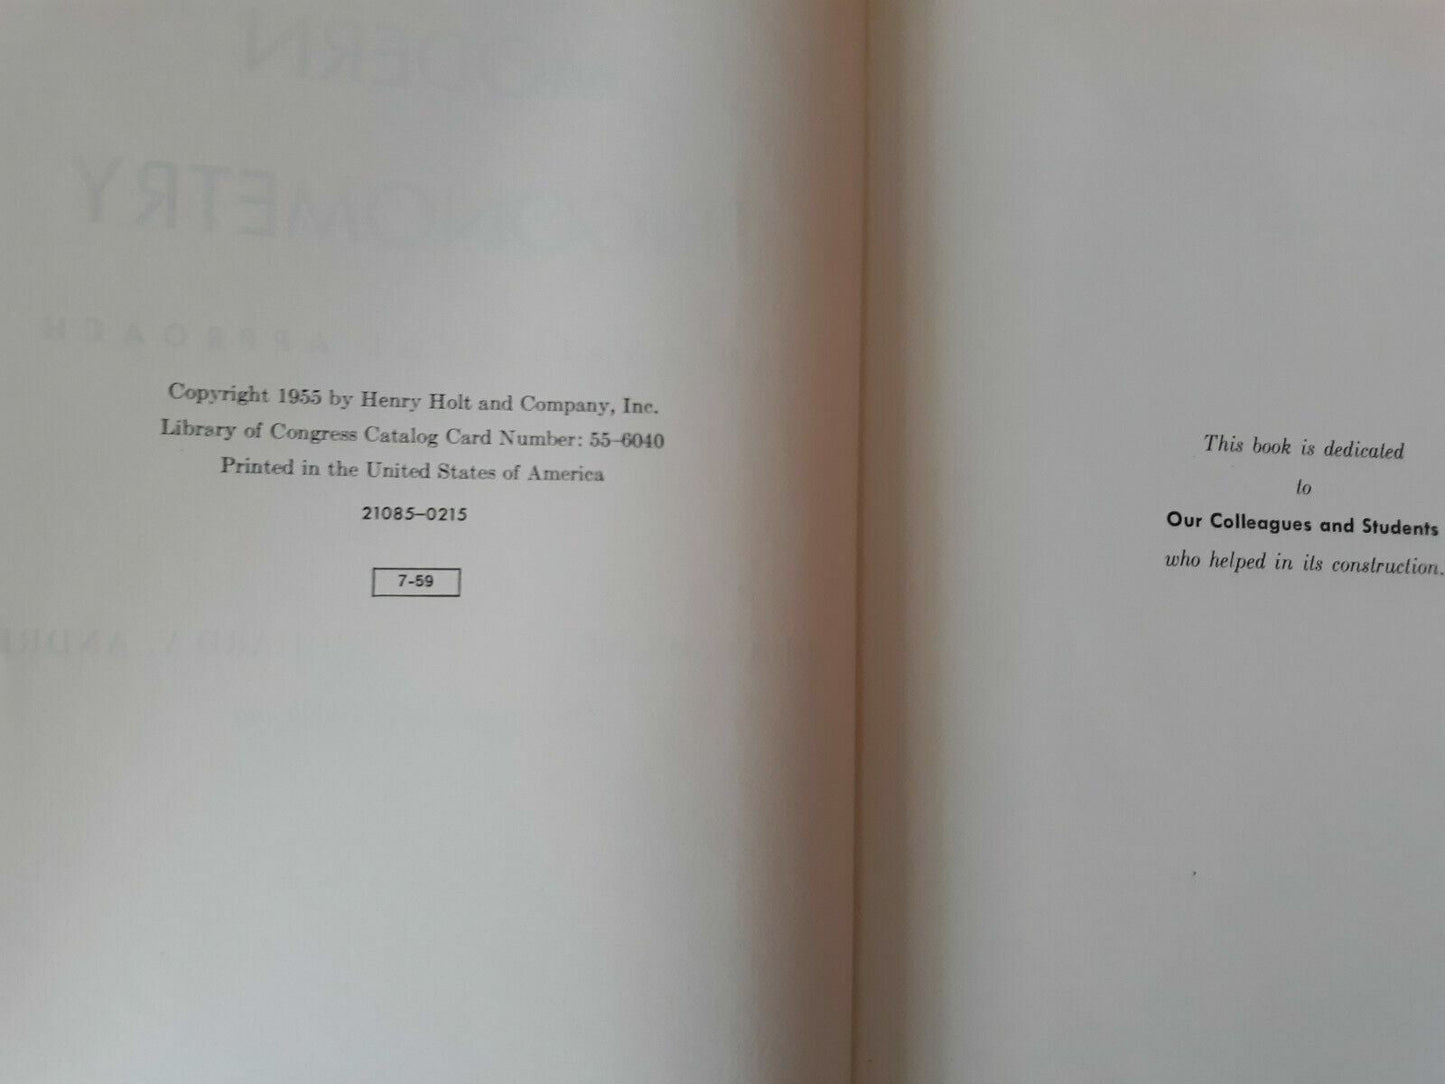 Copyright 1955 by Henry Holt and Company, Inc.
Library of Congress Catalog Card Number: 55–6040
Printed in the United States of America
21085–0215
7-59
This book is dedicated
to
Our Colleagues and Students
who helped in its construction.